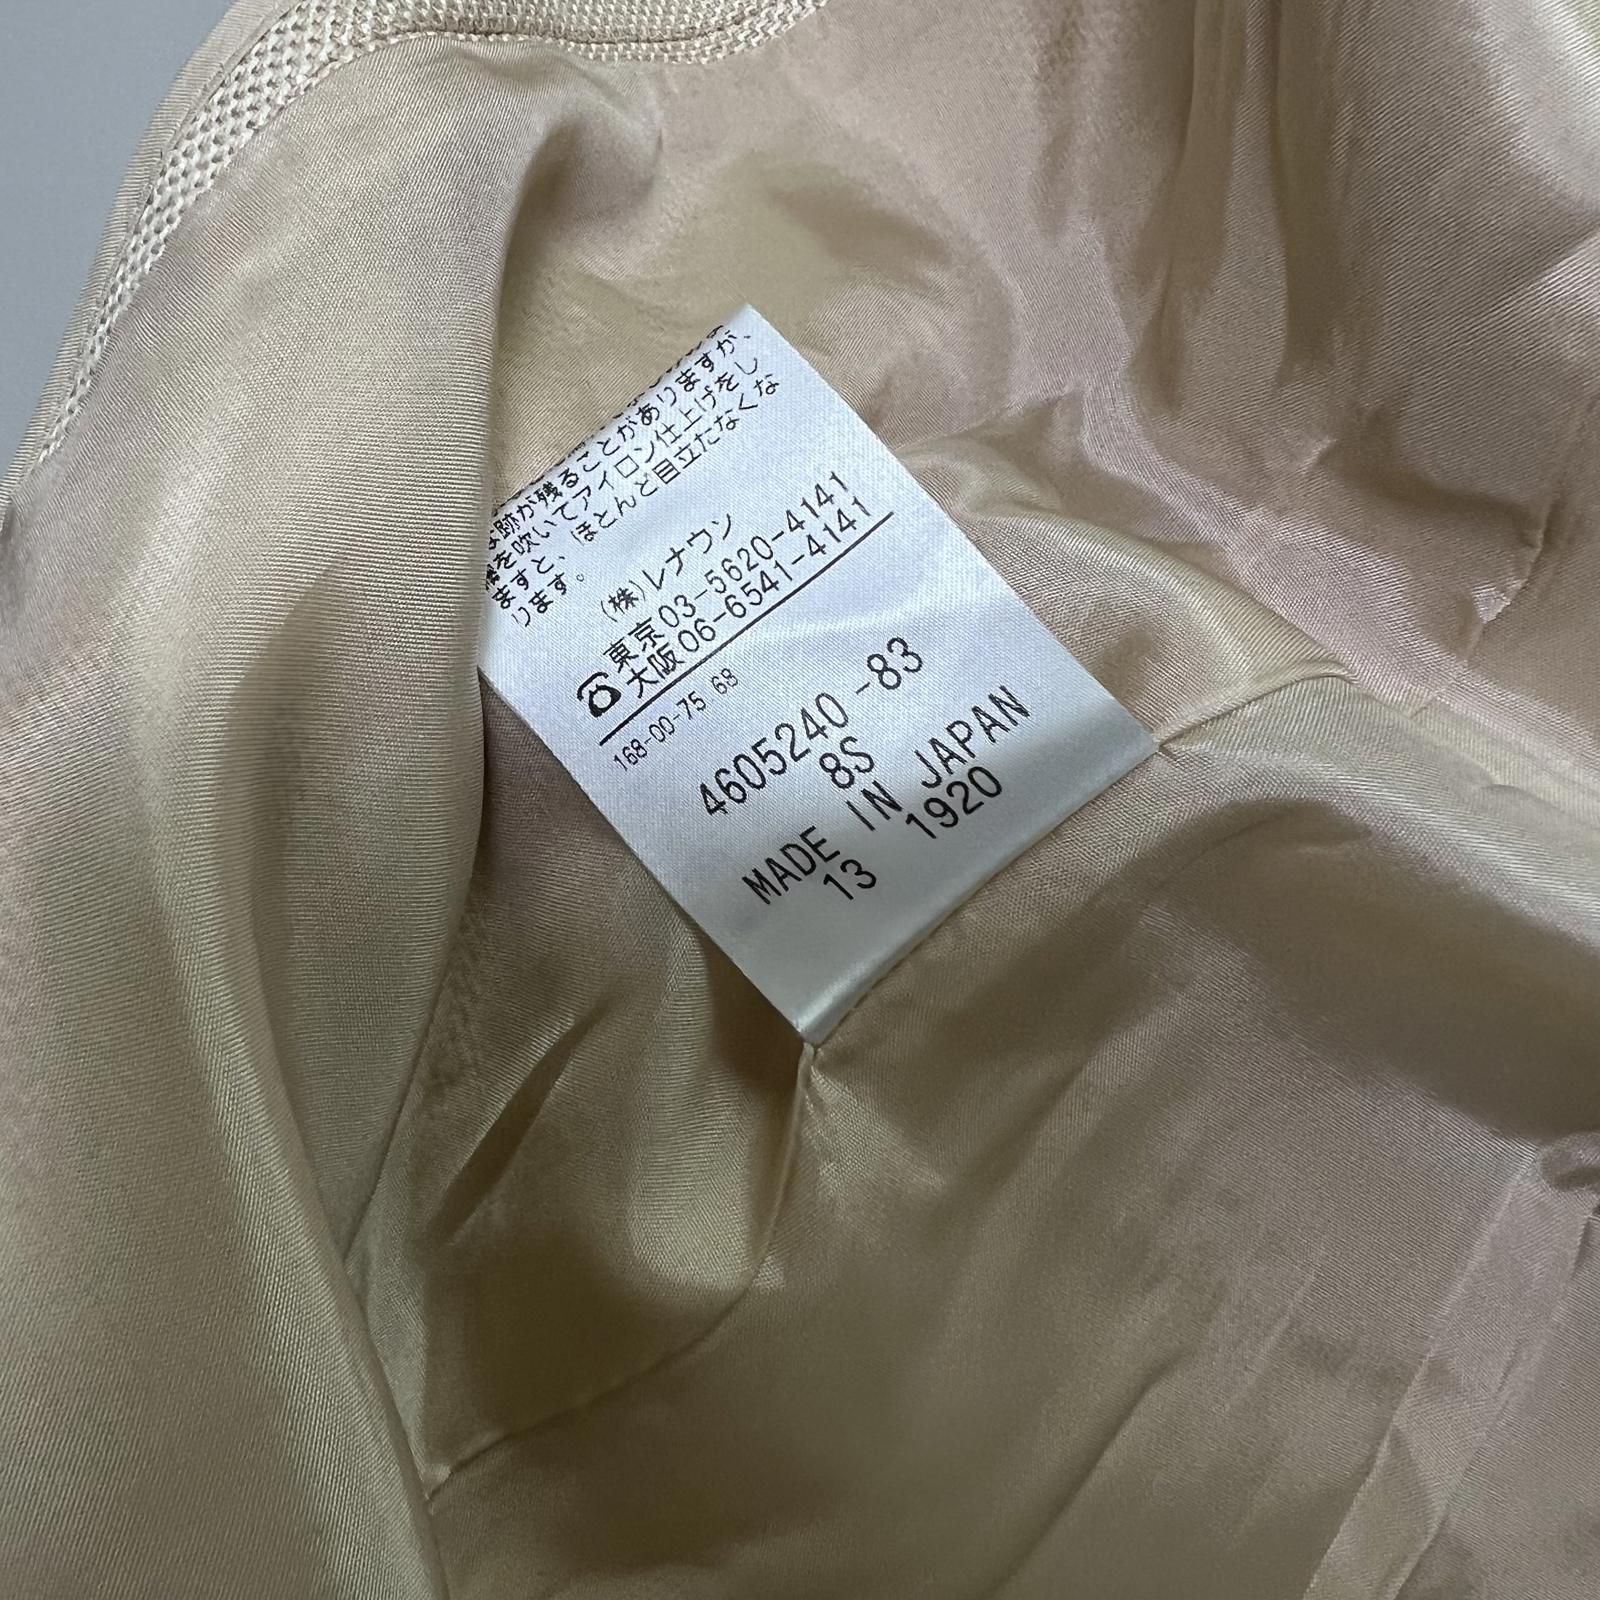 な跡が残ることがありますが、
を吹いてアイロン仕上げをし
ますと、ほとんど目立たなくな
ります。
(株)レナウン
東京03-5620-4141
大阪06-6541-4141
168-00-75 68
4605240-83
8S
MADE IN JAPAN
13 1920